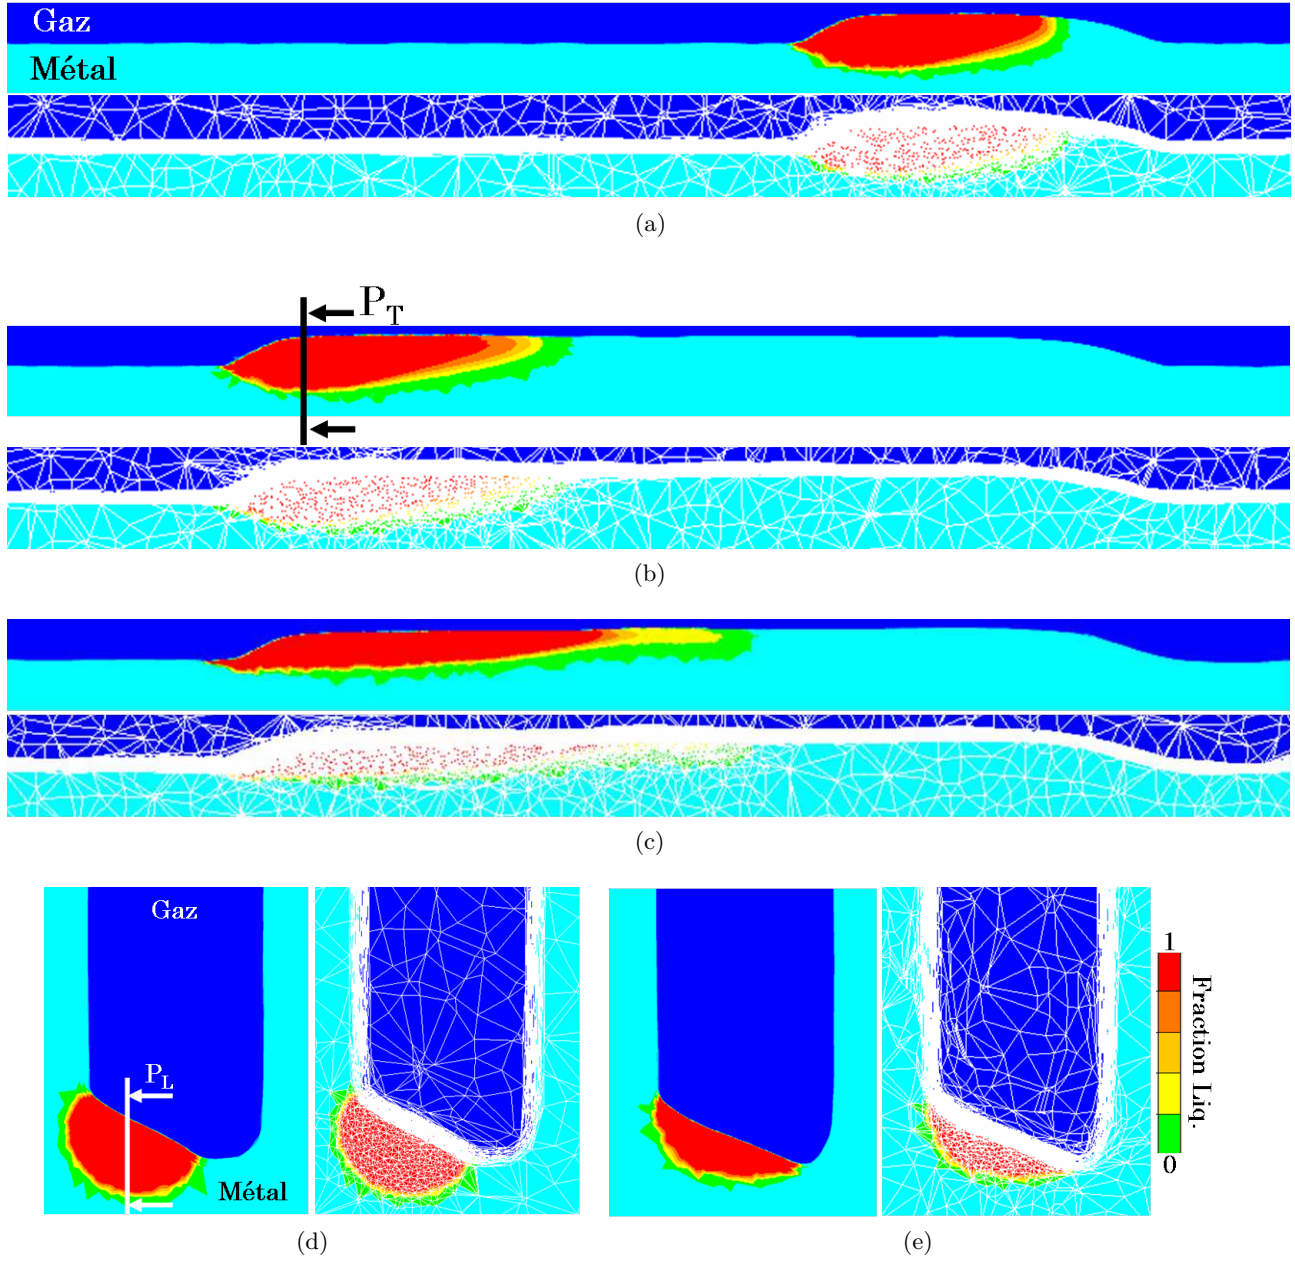 Gaz
Métal
(a)
P_T
(b)
(c)
Gaz
P_L
Métal
(d)
(e)
1
Fraction Liq.
0